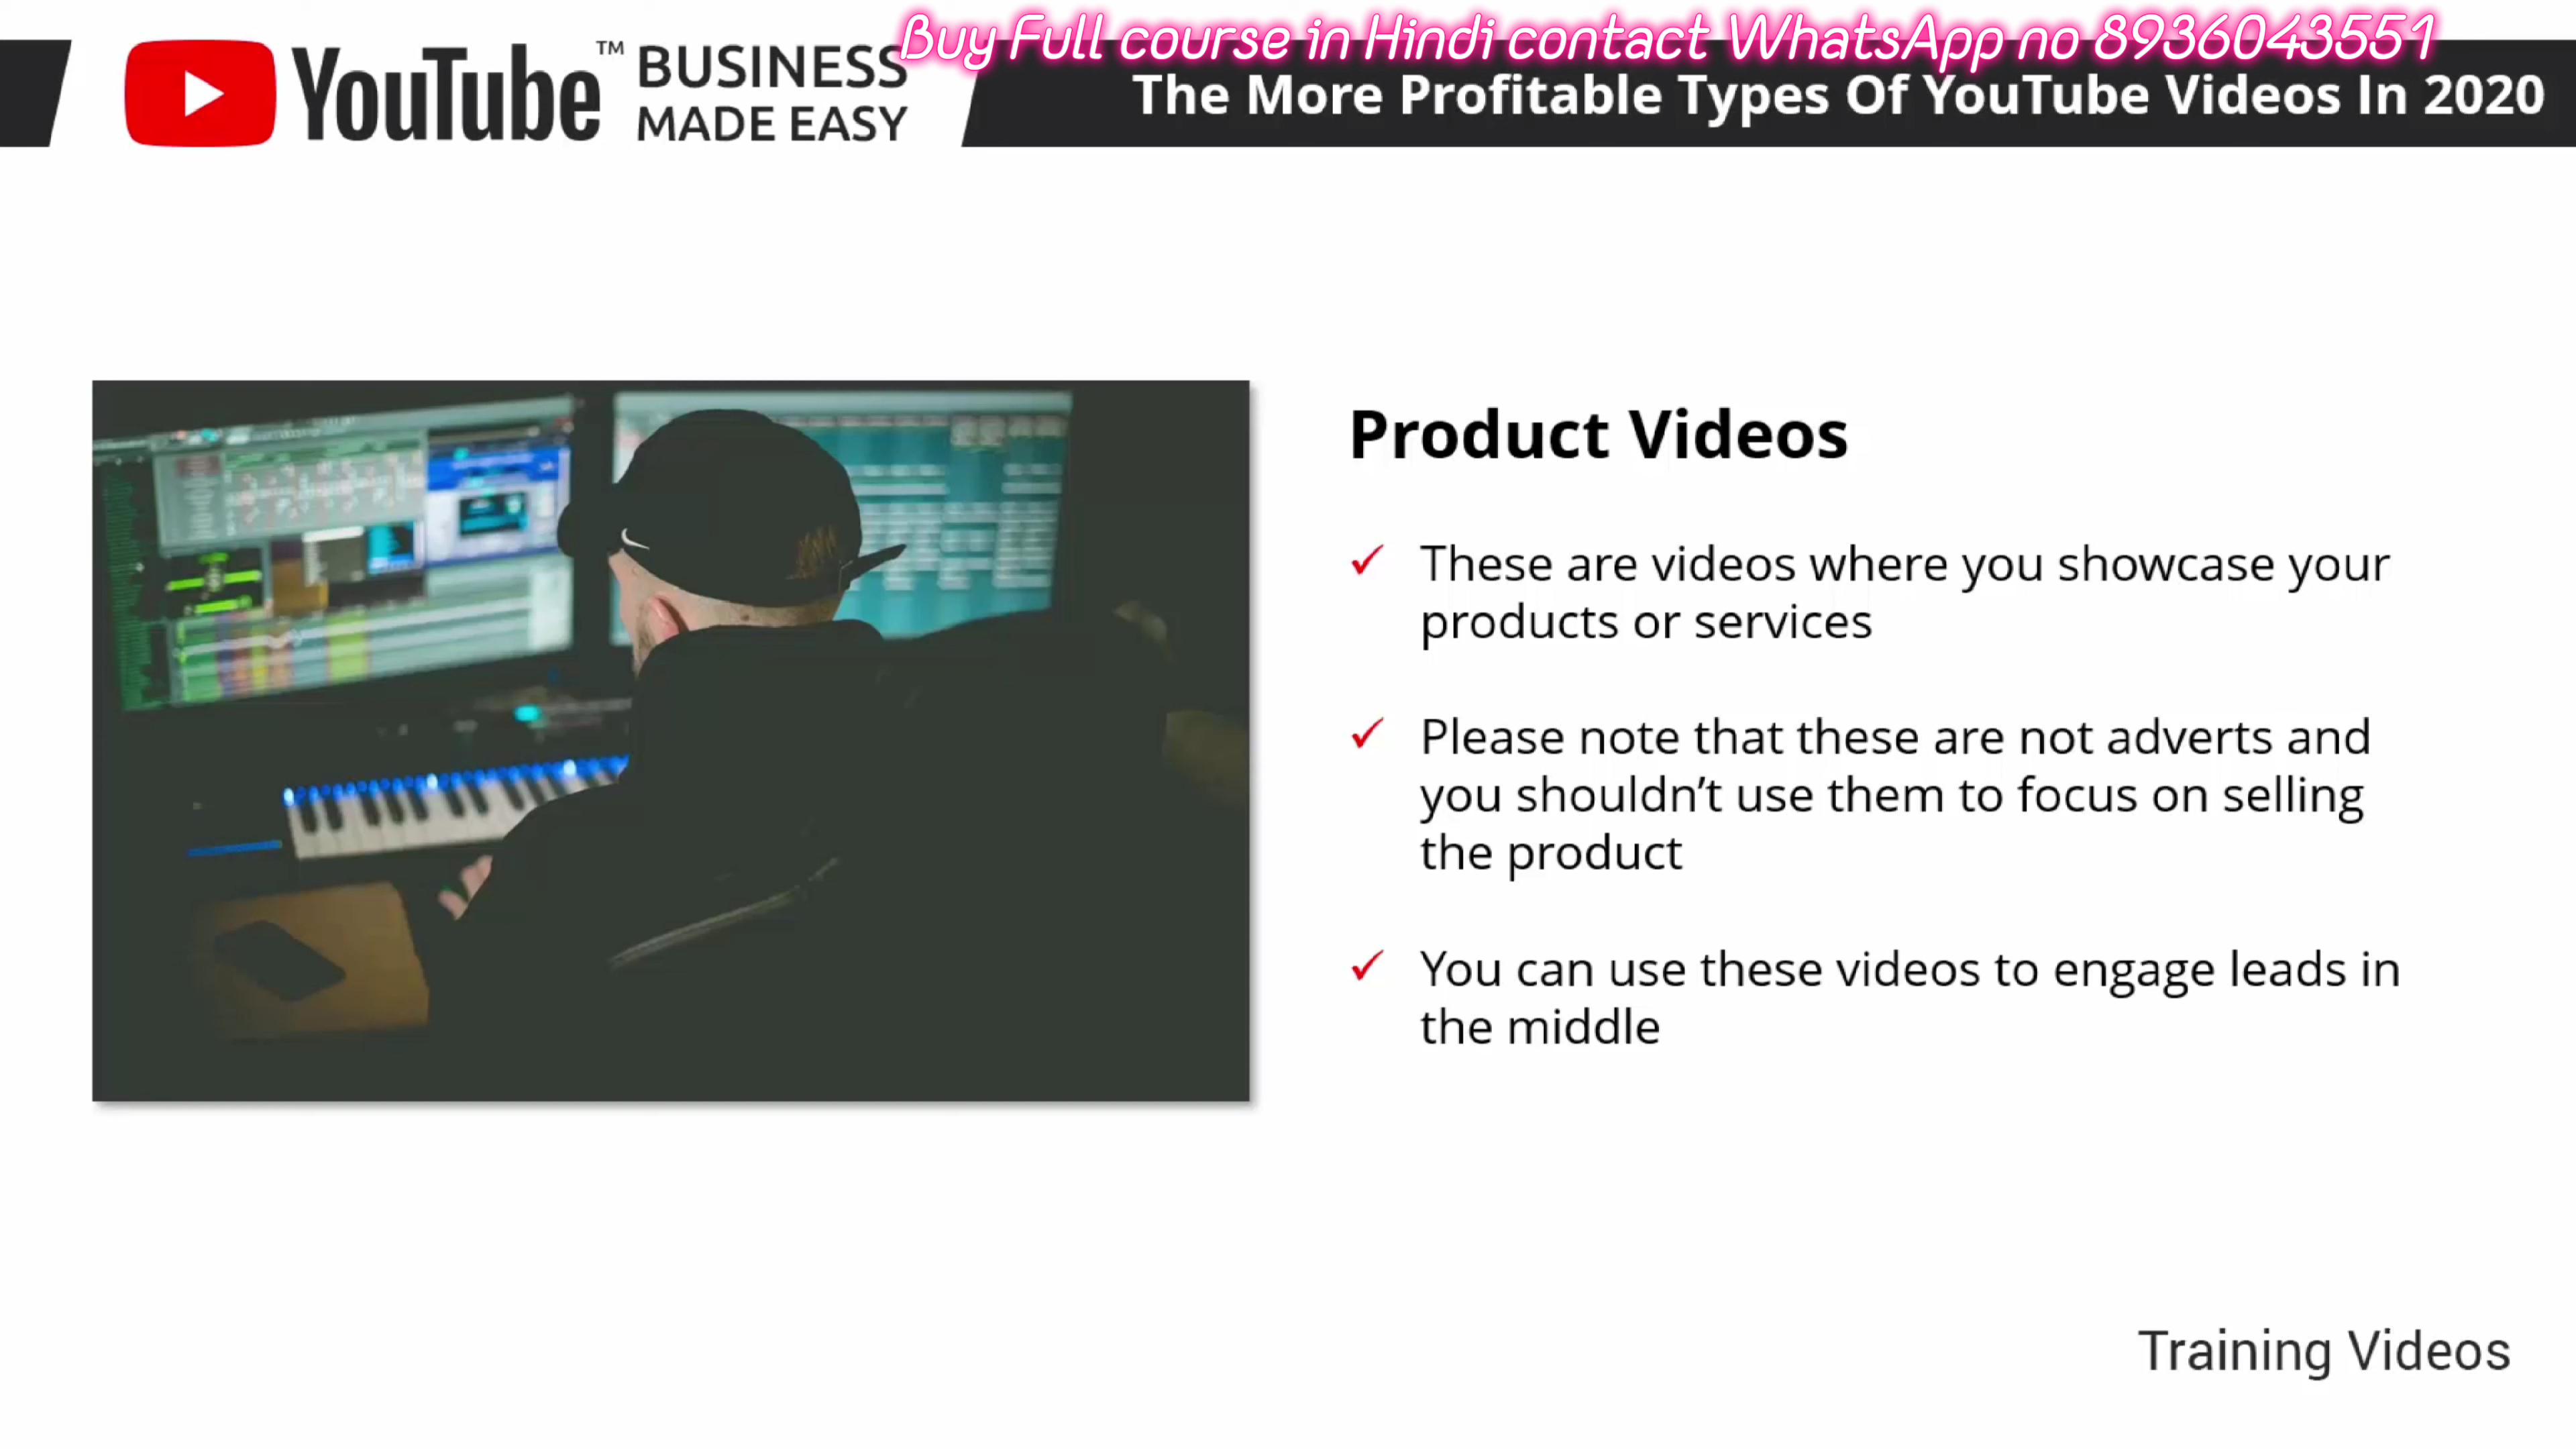 Buy Full course in Hindi contact WhatsApp no 8936043551
YouTube™ BUSINESS
MADE EASY
The More Profitable Types Of YouTube Videos In 2020
Product Videos
✓ These are videos where you showcase your
products or services
✓ Please note that these are not adverts and
you shouldn’t use them to focus on selling
the product
✓ You can use these videos to engage leads in
the middle
Training Videos